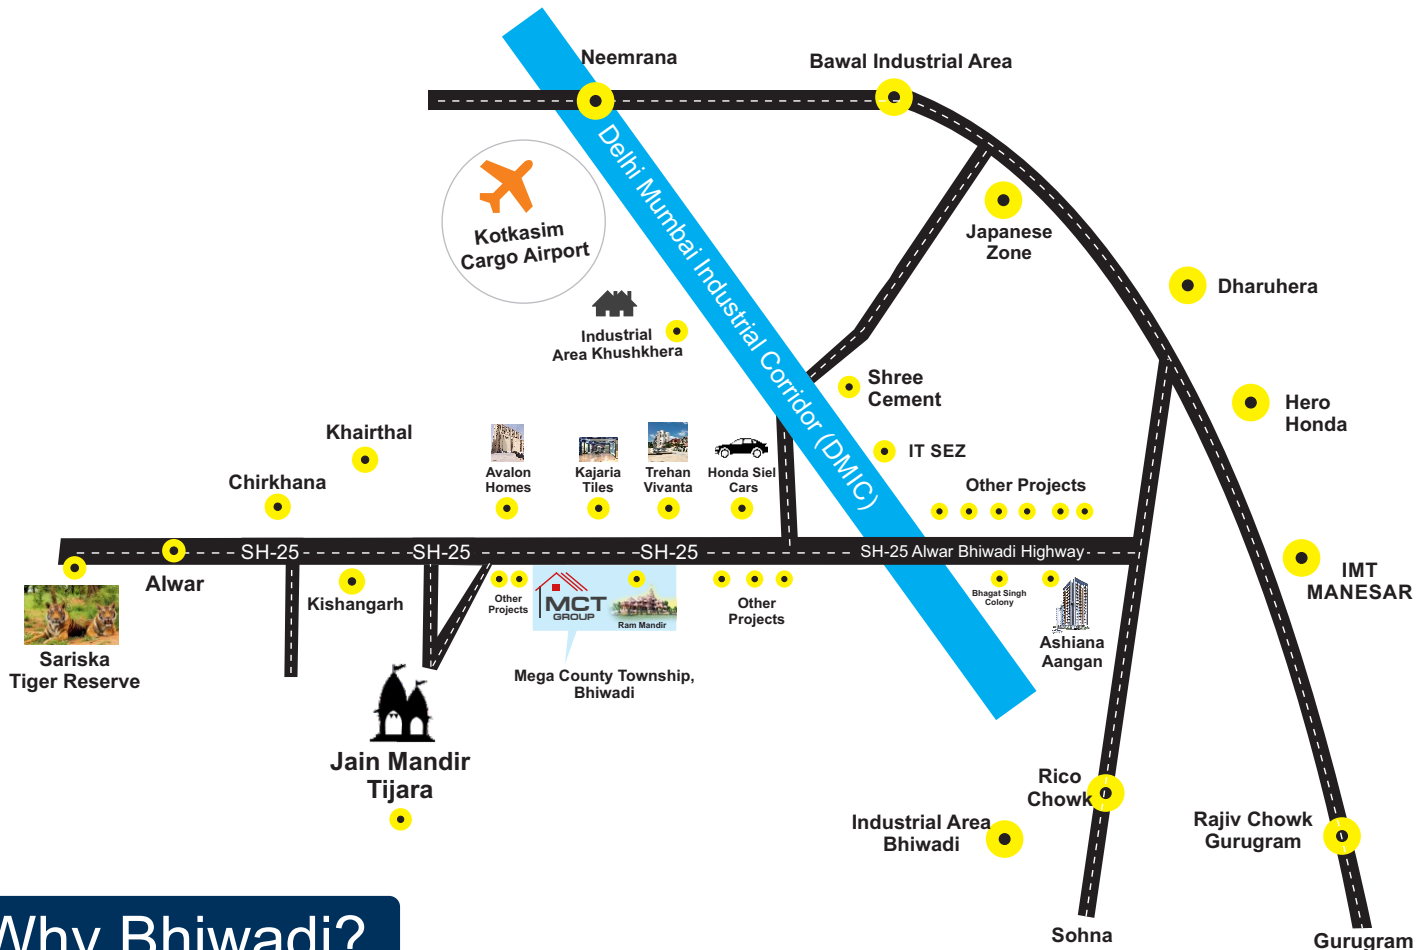 Neemrana
Bawal Industrial Area
Delhi Mumbai Industrial Corridor (DMIC)
Kotkasim
Cargo Airport
Japanese
Zone
Dharuhera
Industrial
Area Khushkhera
Shree
Cement
Hero
Honda
Khairthal
Chirkhana
Avalon
Homes
Kajaria
Tiles
Trehan
Vivanta
Honda Siel
Cars
IT SEZ
Other Projects
SH-25
SH-25
SH-25
SH-25 Alwar Bhiwadi Highway
Alwar
Kishangarh
Other
Projects
MCT
GROUP
Ram Mandir
Other
Projects
Bhagat Singh
Colony
Ashiana
Aangan
IMT
MANESAR
Sariska
Tiger Reserve
Mega County Township,
Bhiwadi
Jain Mandir
Tijara
Rico
Chowk
Industrial Area
Bhiwadi
Rajiv Chowk
Gurugram
Why Bhiwadi?
Sohna
Gurugram